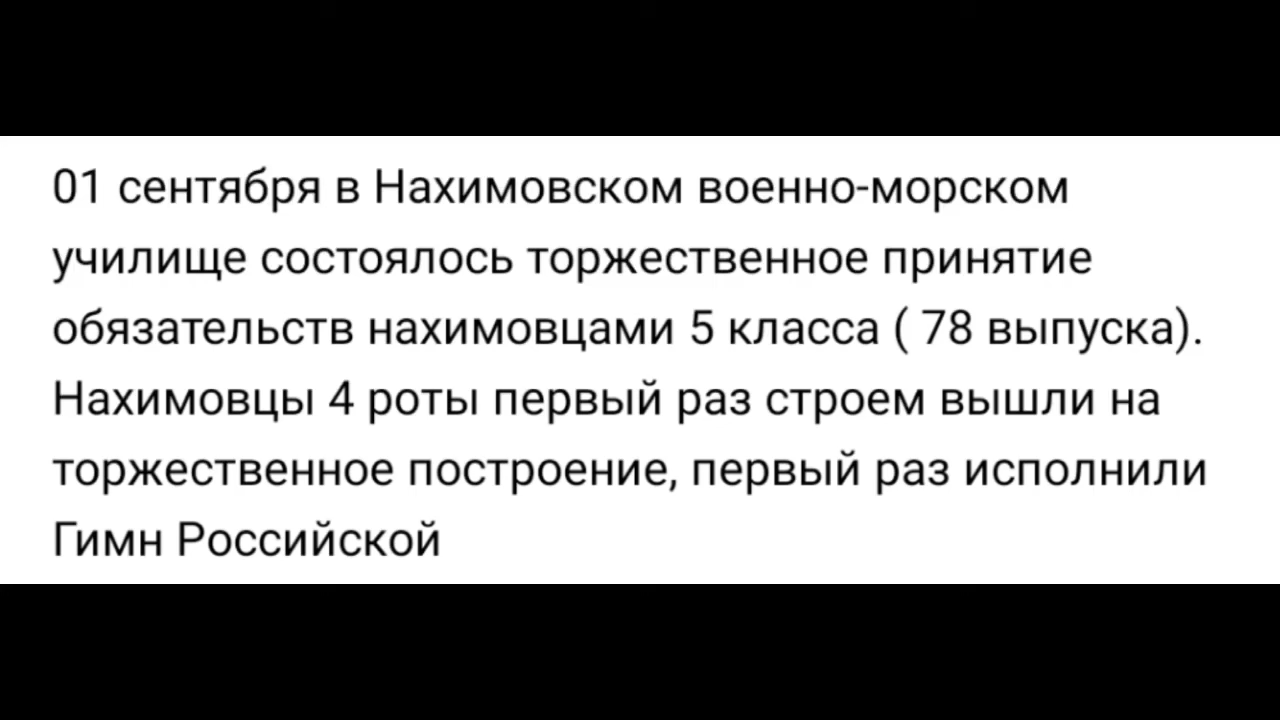 01 сентября в Нахимовском военно-морском
училище состоялось торжественное принятие
обязательств нахимовцами 5 класса ( 78 выпуска).
Нахимовцы 4 роты первый раз строем вышли на
торжественное построение, первый раз исполнили
Гимн Российской